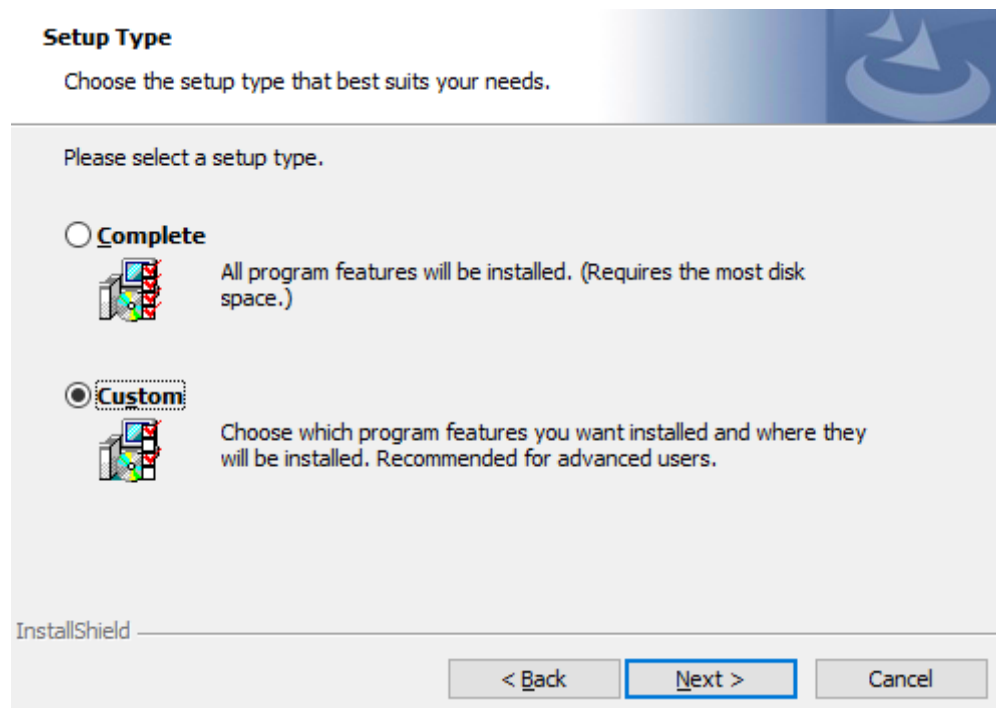 Setup Type
Choose the setup type that best suits your needs.
Please select a setup type.
Complete
All program features will be installed. (Requires the most disk
space.)
Custom
Choose which program features you want installed and where they
will be installed. Recommended for advanced users.
InstallShield
< Back
Next >
Cancel